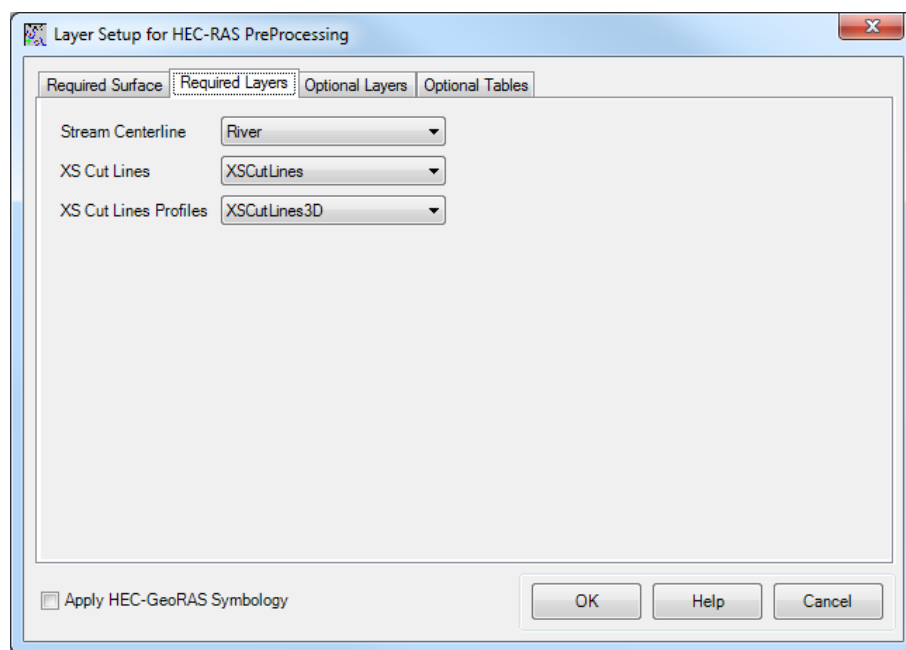 Layer Setup for HEC-RAS PreProcessing
Required Surface Required Layers Optional Layers Optional Tables
Stream Centerline River
XS Cut Lines XSCutLines
XS Cut Lines Profiles XSCutLines3D
Apply HEC-GeoRAS Symbology OK Help Cancel